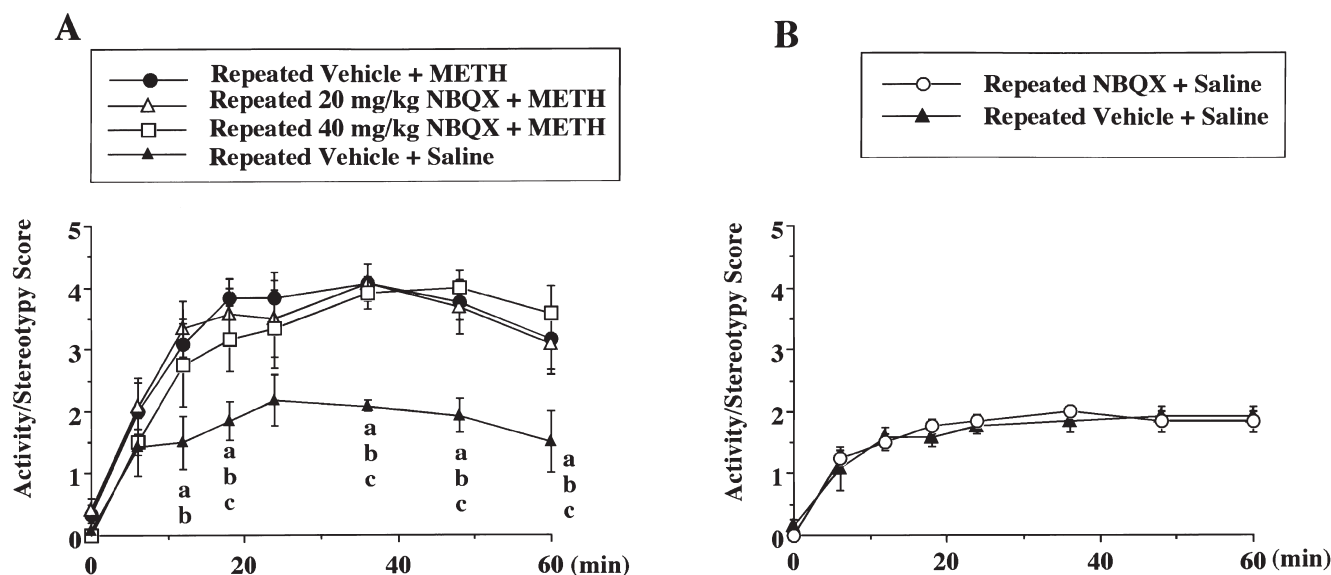 A
Repeated Vehicle + METH
Repeated 20 mg/kg NBQX + METH
Repeated 40 mg/kg NBQX + METH
Repeated Vehicle + Saline
Activity/Stereotypy Score
5
4
3
2
1
0
a
b
a
b
c
a
b
c
a
b
c
a
b
c
0 20 40 60 (min)
B
Repeated NBQX + Saline
Repeated Vehicle + Saline
Activity/Stereotypy Score
5
4
3
2
1
0
0 20 40 60 (min)